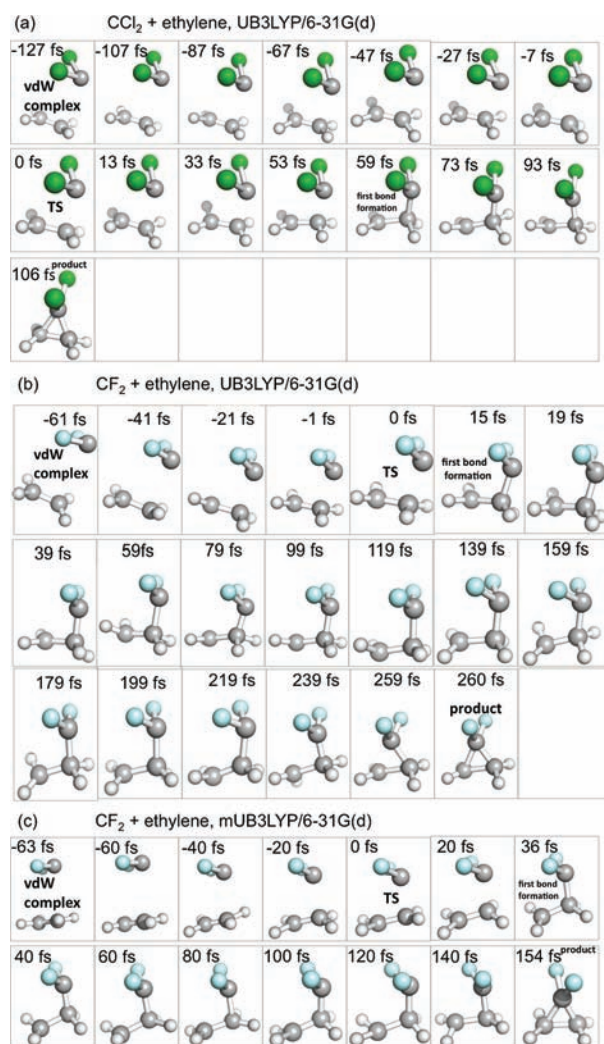 (a) CCl₂ + ethylene, UB3LYP/6-31G(d)
-127 fs -107 fs -87 fs -67 fs -47 fs -27 fs -7 fs
vdW
complex
0 fs 13 fs 33 fs 53 fs 59 fs 73 fs 93 fs
TS
first bond
formation
106 fs product
(b) CF₂ + ethylene, UB3LYP/6-31G(d)
-61 fs -41 fs -21 fs -1 fs 0 fs 15 fs 19 fs
vdW
complex
TS
first bond
formation
39 fs 59fs 79 fs 99 fs 119 fs 139 fs 159 fs
179 fs 199 fs 219 fs 239 fs 259 fs 260 fs
product
(c) CF₂ + ethylene, mUB3LYP/6-31G(d)
-63 fs -60 fs -40 fs -20 fs 0 fs 20 fs 36 fs
vdW
complex
TS
first bond
formation
40 fs 60 fs 80 fs 100 fs 120 fs 140 fs 154 fs product